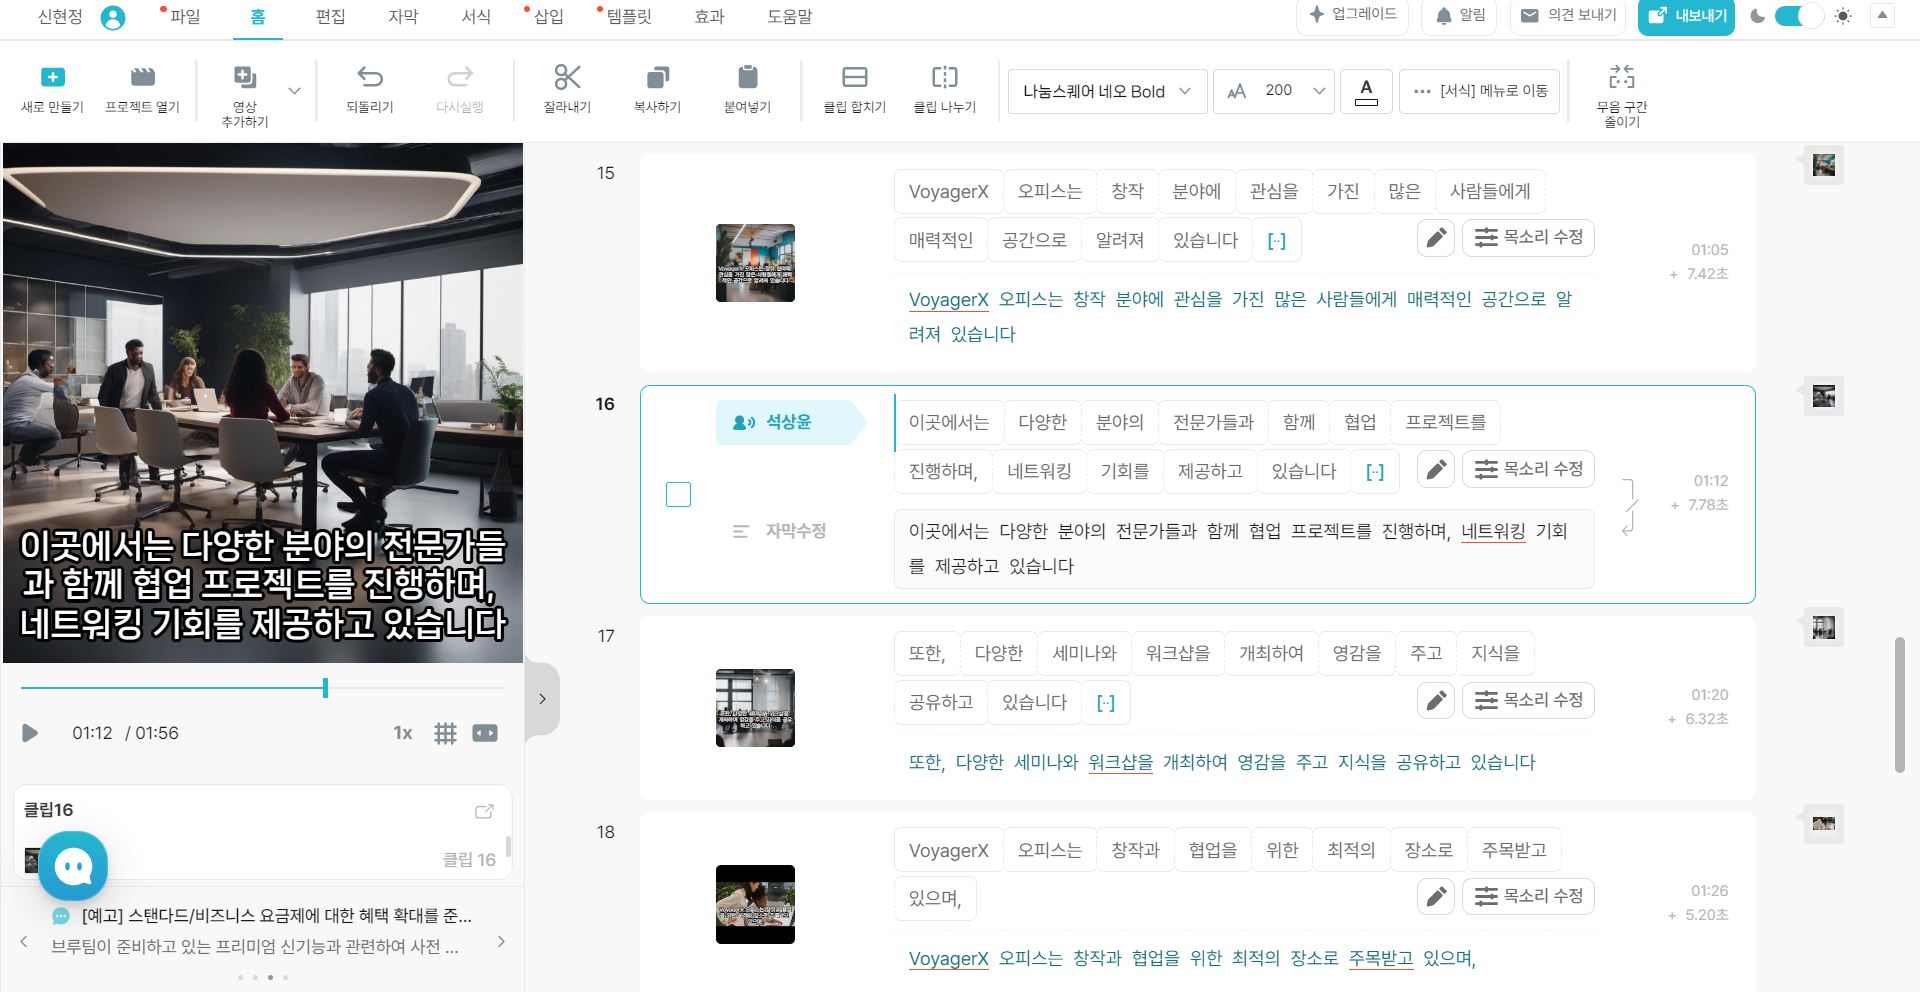 신현정
파일
홈
편집
자막
서식
삽입
템플릿
효과
도움말
업그레이드
알림
의견 보내기
내보내기
새로 만들기
프로젝트 열기
영상
추가하기
되돌리기
다시실행
잘라내기
복사하기
붙여넣기
클립 합치기
클립 나누기
나눔스퀘어 네오 Bold
200
A
[서식] 메뉴로 이동
무음 구간
줄이기
이곳에서는 다양한 분야의 전문가들
과 함께 협업 프로젝트를 진행하며,
네트워킹 기회를 제공하고 있습니다
01:12 / 01:56
1x
클립16
클립 16
[예고] 스탠다드/비즈니스 요금제에 대한 혜택 확대를 준...
브루팀이 준비하고 있는 프리미엄 신기능과 관련하여 사전 ...
15
VoyagerX 오피스는 창작 분야에 관심을 가진 많은 사람들에게
매력적인 공간으로 알려져 있습니다 [··]
목소리 수정
01:05
+ 7.42초
VoyagerX 오피스는 창작 분야에 관심을 가진 많은 사람들에게 매력적인 공간으로 알
려져 있습니다
16
석상윤
이곳에서는 다양한 분야의 전문가들과 함께 협업 프로젝트를
진행하며, 네트워킹 기회를 제공하고 있습니다 [··]
목소리 수정
01:12
+ 7.78초
자막수정
이곳에서는 다양한 분야의 전문가들과 함께 협업 프로젝트를 진행하며, 네트워킹 기회
를 제공하고 있습니다
17
또한, 다양한 세미나와 워크샵을 개최하여 영감을 주고 지식을
공유하고 있습니다 [··]
목소리 수정
01:20
+ 6.32초
또한, 다양한 세미나와 워크샵을 개최하여 영감을 주고 지식을 공유하고 있습니다
18
VoyagerX 오피스는 창작과 협업을 위한 최적의 장소로 주목받고
있으며,
목소리 수정
01:26
+ 5.20초
VoyagerX 오피스는 창작과 협업을 위한 최적의 장소로 주목받고 있으며,